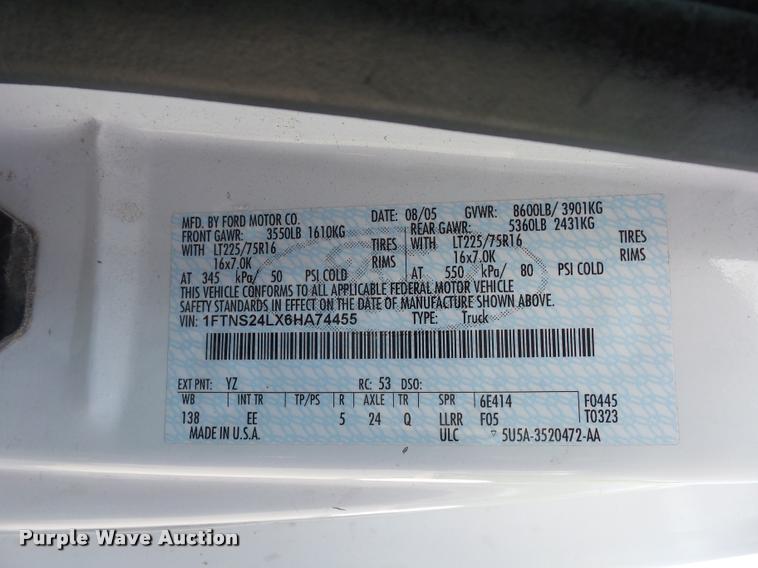 MFD. BY FORD MOTOR CO. DATE: 08/05 GVWR: 8600LB/ 3901KG
FRONT GAWR: 3550LB 1610KG REAR GAWR: 5360LB 2431KG
WITH LT225/75R16 TIRES WITH LT225/75R16 TIRES
16x7.0K RIMS 16x7.0K RIMS
AT 345 kPa/ 50 PSI COLD AT 550 kPa/ 80 PSI COLD
THIS VEHICLE CONFORMS TO ALL APPLICABLE FEDERAL MOTOR VEHICLE
SAFETY STANDARDS IN EFFECT ON THE DATE OF MANUFACTURE SHOWN ABOVE.
VIN: 1FTNS24LX6HA74455 TYPE: Truck
EXT PNT: YZ RC: 53 DSO:
WB INT TR TP/PS R AXLE TR SPR 6E414 F0445
138 EE 5 24 Q LLRR F05 T0323
MADE IN U.S.A. ULC 5U5A-3520472-AA
Purple Wave Auction